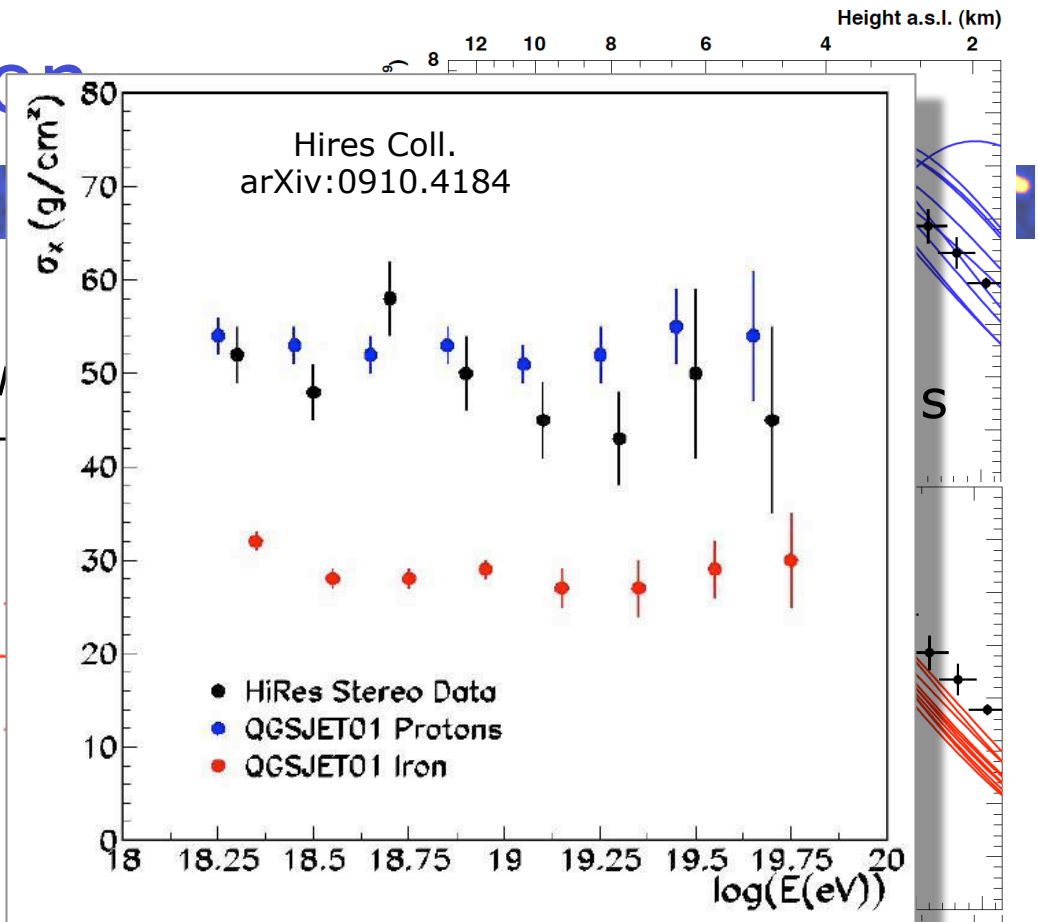 Height a.s.l. (km)
8 12 10 8 6 4 2
on
80
70
60
50
40
30
20
10
0
σx (g/cm²)
Hires Coll.
arXiv:0910.4184
s
HiRes Stereo Data
QGSJET01 Protons
QGSJET01 Iron
18 18.25 18.5 18.75 19 19.25 19.5 19.75 20
log(E(eV))